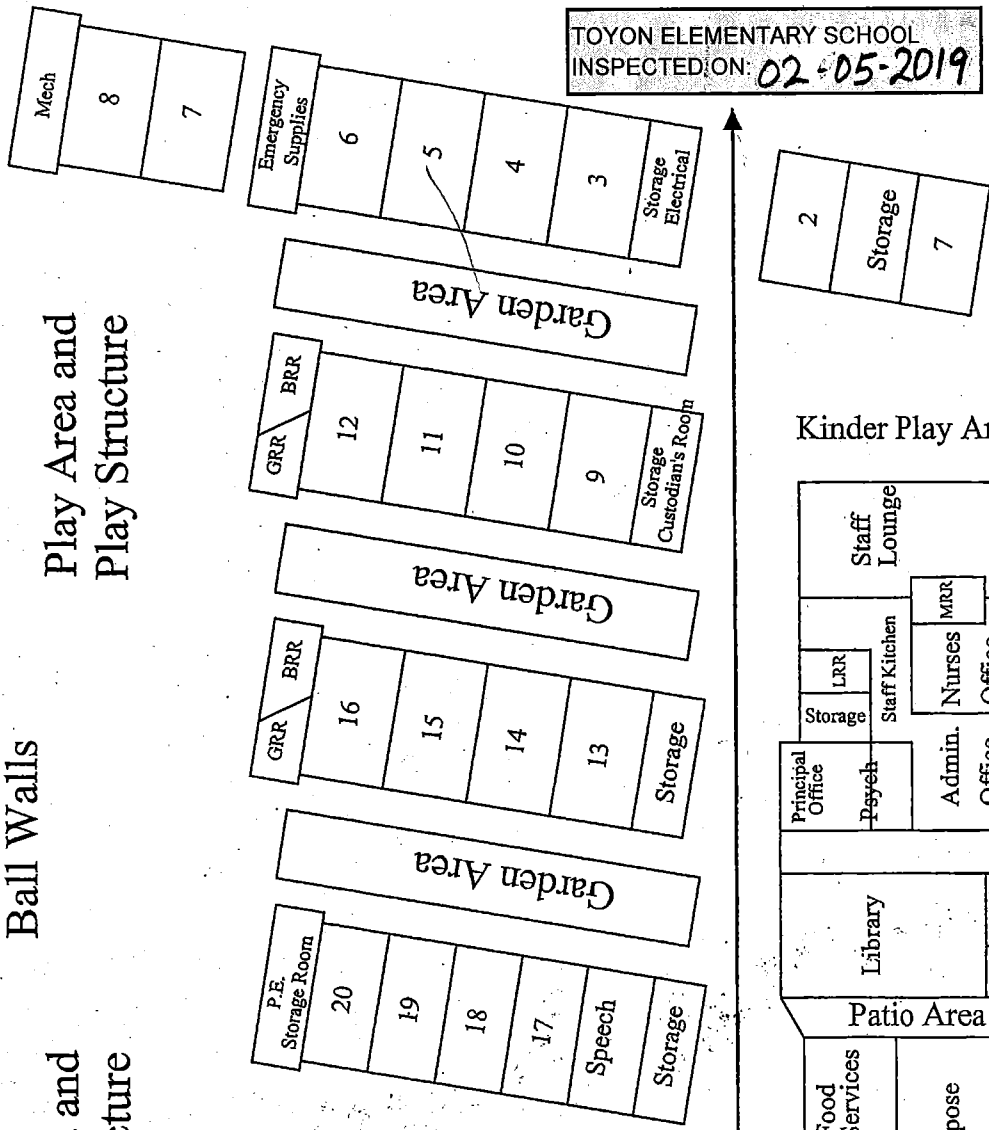 TOYON ELEMENTARY SCHOOL
INSPECTED ON: 02-05-2019
Mech
8
7
Emergency
Supplies
6
5
4
3
Storage
Electrical
Garden Area
2
Storage
7
Play Area and
Play Structure
GRR
BRR
12
11
10
9
Storage
Custodian's Room
Garden Area
Kinder Play
Staff
Lounge
MRR
LRR
Staff Kitchen
Nurses
Storage
Principal
Office
Psych
Admin.
GRR
BRR
16
15
14
13
Storage
Ball Walls
Garden Area
Library
Patio Area
P.E.
Storage Room
20
19
18
17
Speech
Storage
Food
Services
and